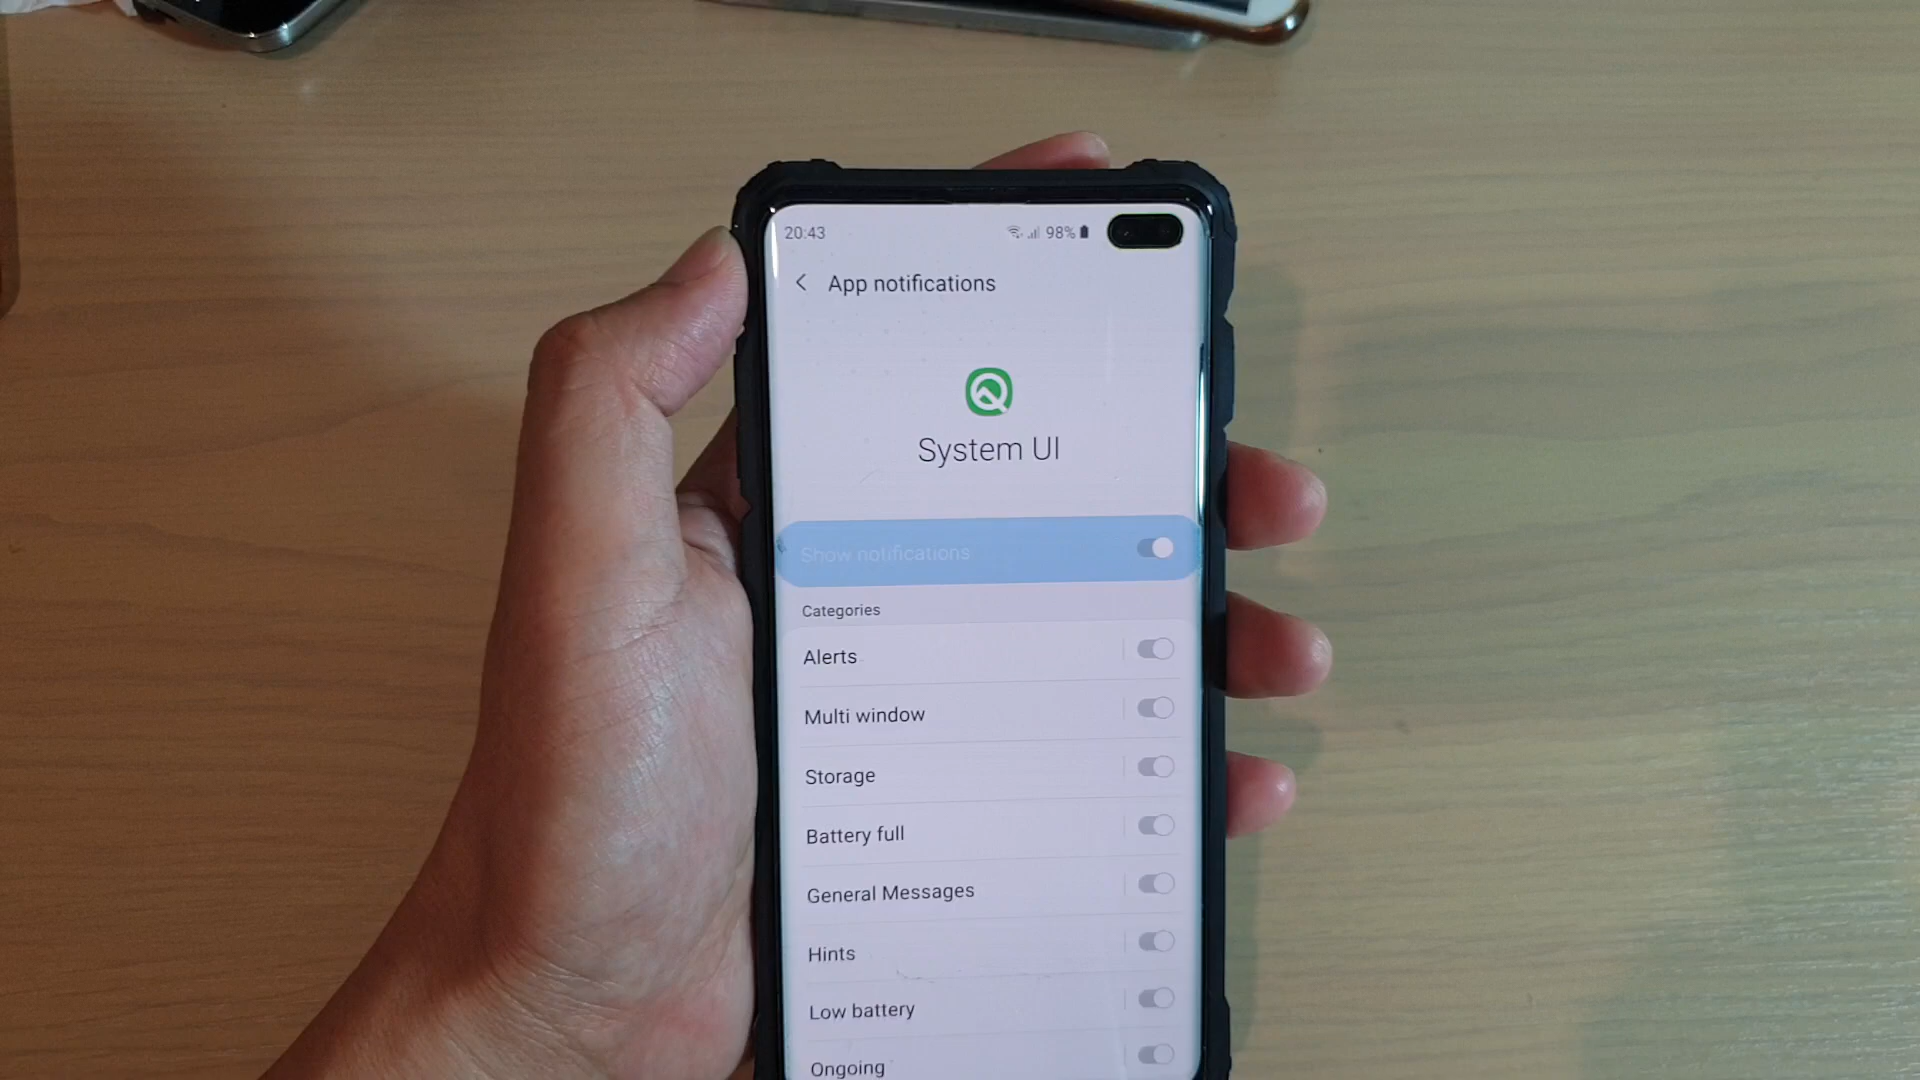 20:43 98%
App notifications
System UI
Show notifications
Categories
Alerts
Multi window
Storage
Battery full
General Messages
Hints
Low battery
Ongoing